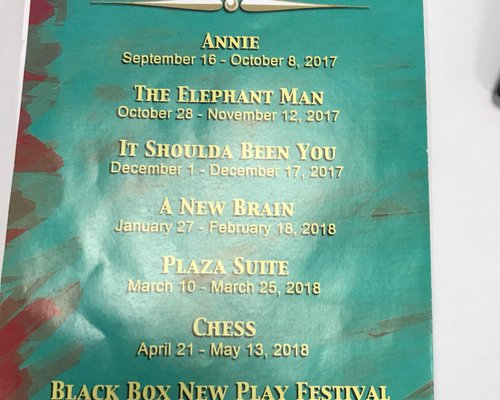 Annie
September 16 - October 8, 2017
The Elephant Man
October 28 - November 12, 2017
It Shoulda Been You
December 1 - December 17, 2017
A New Brain
January 27 - February 18, 2018
Plaza Suite
March 10 - March 25, 2018
Chess
April 21 - May 13, 2018
Black Box New Play Festival